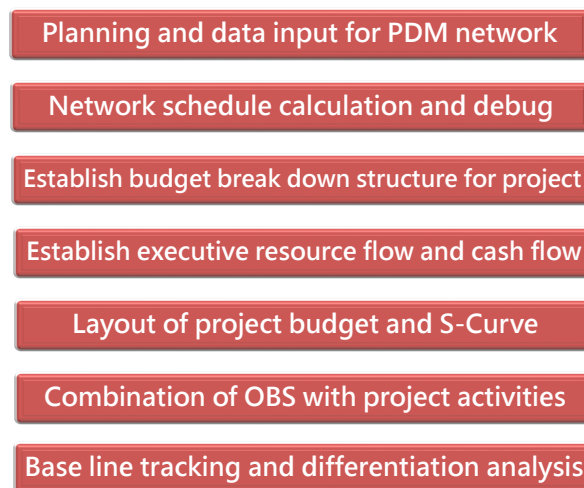 Planning and data input for PDM network
Network schedule calculation and debug
Establish budget break down structure for project
Establish executive resource flow and cash flow
Layout of project budget and S-Curve
Combination of OBS with project activities
Base line tracking and differentiation analysis